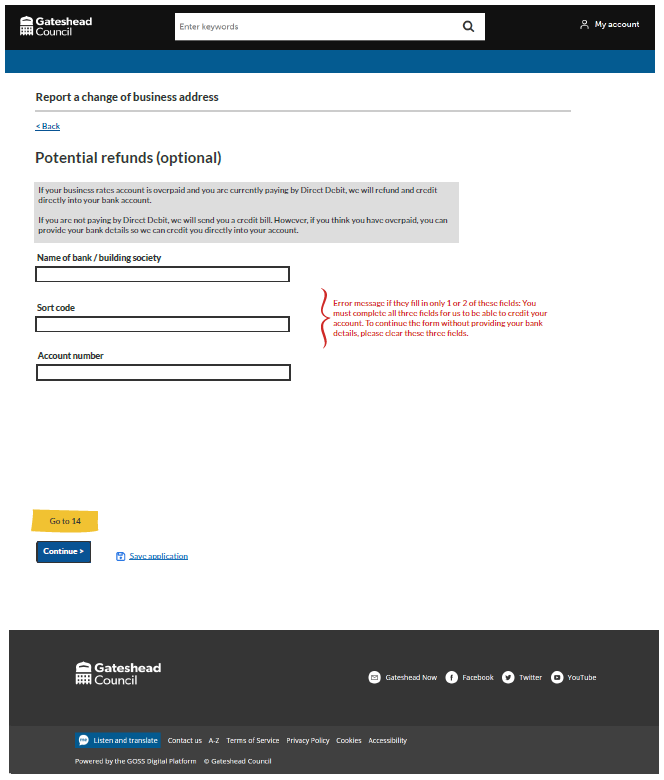 Gateshead
Council
Enter keywords
My account
Report a change of business address
< Back
Potential refunds (optional)
If your business rates account is overpaid and you are currently paying by Direct Debit, we will refund and credit
directly into your bank account.
If you are not paying by Direct Debit, we will send you a credit bill. However, if you think you have overpaid, you can
provide your bank details so we can credit you directly into your account.
Name of bank / building society
Sort code
Error message if they fill in only 1 or 2 of these fields: You
must complete all three fields for us to be able to credit your
account. To continue the form without providing your bank
details, please clear these three fields.
Account number
Go to 14
Continue >
Save application
Gateshead
Council
Gateshead Now
Facebook
Twitter
YouTube
Listen and translate Contact us A-Z Terms of Service Privacy Policy Cookies Accessibility
Powered by the GOSS Digital Platform © Gateshead Council